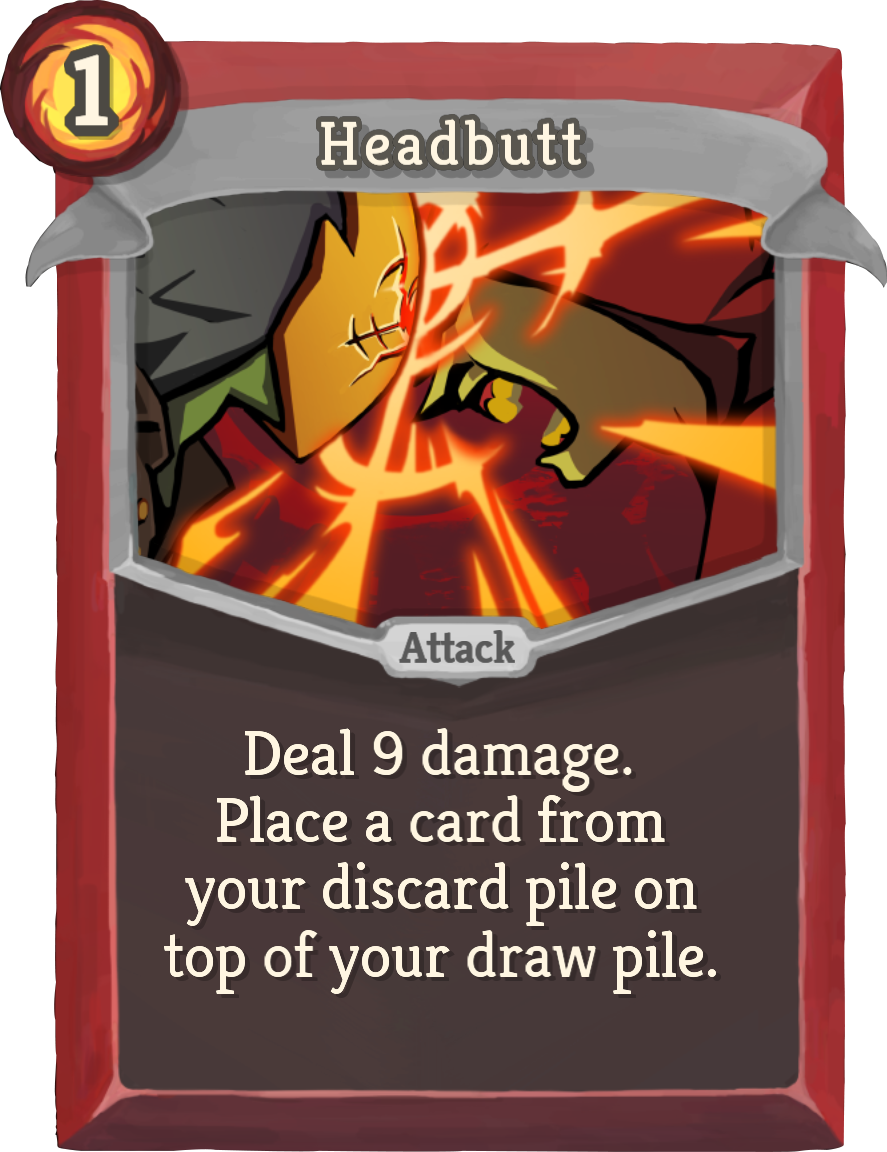 1
Headbutt
Attack
Deal 9 damage.
Place a card from
your discard pile on
top of your draw pile.